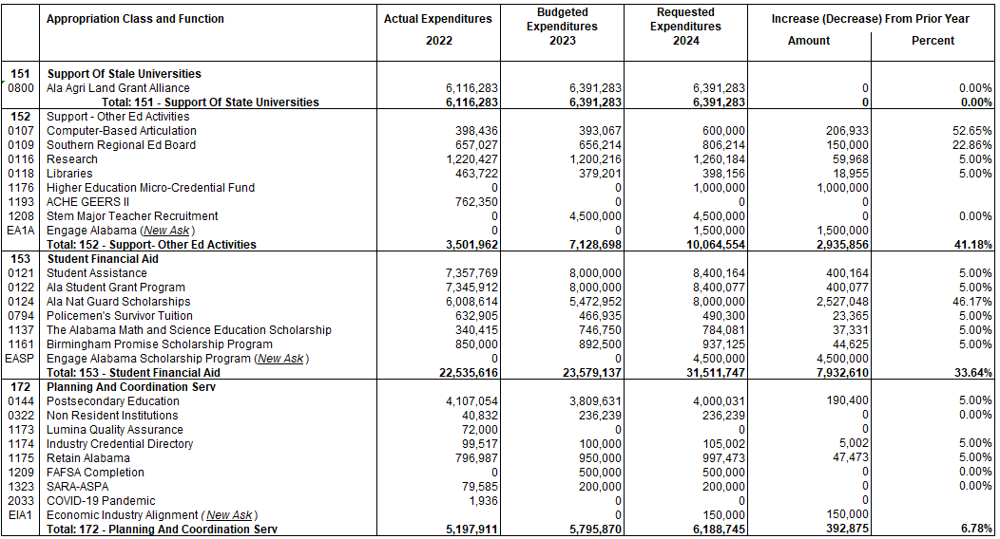 Appropriation Class and Function Actual Expenditures Budgeted Expenditures Requested Expenditures Increase (Decrease) From Prior Year
2022 2023 2024 Amount Percent
151 Support Of Stale Universities
0800 Ala Agri Land Grant Alliance 6,116,283 6,391,283 6,391,283 0 0.00%
Total: 151 - Support Of State Universities 6,116,283 6,391,283 6,391,283 0 0.00%
152 Support - Other Ed Activities
0107 Computer-Based Articulation 398,436 393,067 600,000 206,933 52.65%
0109 Southern Regional Ed Board 657,027 656,214 806,214 150,000 22.86%
0116 Research 1,220,427 1,200,216 1,260,184 59,968 5.00%
0118 Libraries 463,722 379,201 398,156 18,955 5.00%
1176 Higher Education Micro-Credential Fund 0 0 1,000,000 1,000,000
1193 ACHE GEERS II 762,350 0 0 0
1208 Stem Major Teacher Recruitment 0 4,500,000 4,500,000 0 0.00%
EA1A Engage Alabama (New Ask ) 0 0 1,500,000 1,500,000
Total: 152 - Support- Other Ed Activities 3,501,962 7,128,698 10,064,554 2,935,856 41.18%
153 Student Financial Aid
0121 Student Assistance 7,357,769 8,000,000 8,400,164 400,164 5.00%
0122 Ala Student Grant Program 7,345,912 8,000,000 8,400,077 400,077 5.00%
0124 Ala Nat Guard Scholarships 6,008,614 5,472,952 8,000,000 2,527,048 46.17%
0794 Policemen's Survivor Tuition 632,905 466,935 490,300 23,365 5.00%
1137 The Alabama Math and Science Education Scholarship 340,415 746,750 784,081 37,331 5.00%
1161 Birmingham Promise Scholarship Program 850,000 892,500 937,125 44,625 5.00%
EASP Engage Alabama Scholarship Program (New Ask ) 0 0 4,500,000 4,500,000
Total: 153 - Student Financial Aid 22,535,616 23,579,137 31,511,747 7,932,610 33.64%
172 Planning And Coordination Serv
0144 Postsecondary Education 4,107,054 3,809,631 4,000,031 190,400 5.00%
0322 Non Resident Institutions 40,832 236,239 236,239 0 0.00%
1173 Lumina Quality Assurance 72,000 0 0 0
1174 Industry Credential Directory 99,517 100,000 105,002 5,002 5.00%
1175 Retain Alabama 796,987 950,000 997,473 47,473 5.00%
1209 FAFSA Completion 0 500,000 500,000 0 0.00%
1323 SARA-ASPA 79,585 200,000 200,000 0 0.00%
2033 COVID-19 Pandemic 1,936 0 0 0
EIA1 Economic Industry Alignment (New Ask ) 0 150,000 150,000
Total: 172 - Planning And Coordination Serv 5,197,911 5,795,870 6,188,745 392,875 6.78%